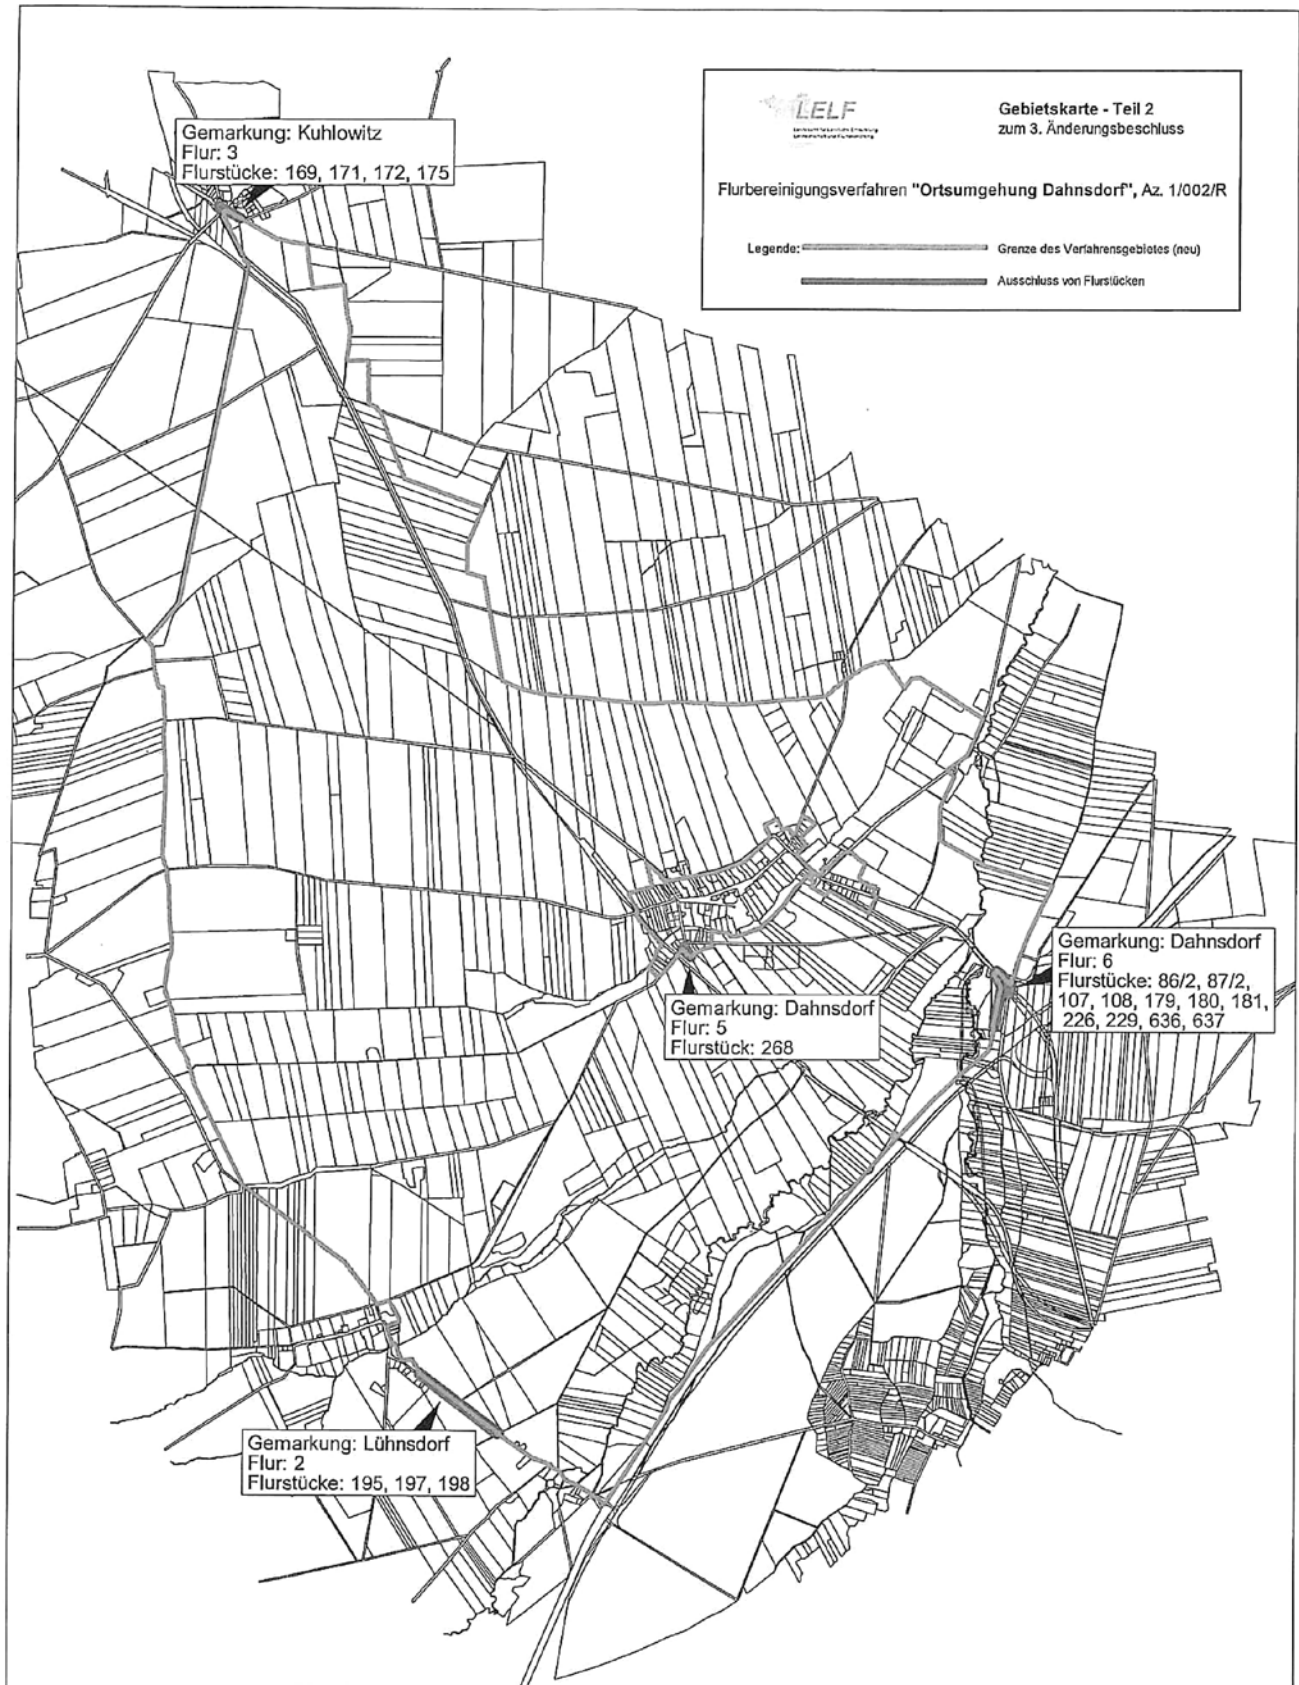 LELF
Gebietskarte - Teil 2
zum 3. Änderungsbeschluss
Flurbereinigungsverfahren "Ortsumgehung Dahnsdorf", Az. 1/002/R
Legende:
Grenze des Verfahrensgebietes (neu)
Ausschluss von Flurstücken
Gemarkung: Kuhlowitz
Flur: 3
Flurstücke: 169, 171, 172, 175
Gemarkung: Dahnsdorf
Flur: 6
Flurstücke: 86/2, 87/2,
107, 108, 179, 180, 181,
226, 229, 636, 637
Gemarkung: Dahnsdorf
Flur: 5
Flurstück: 268
Gemarkung: Lühnsdorf
Flur: 2
Flurstücke: 195, 197, 198